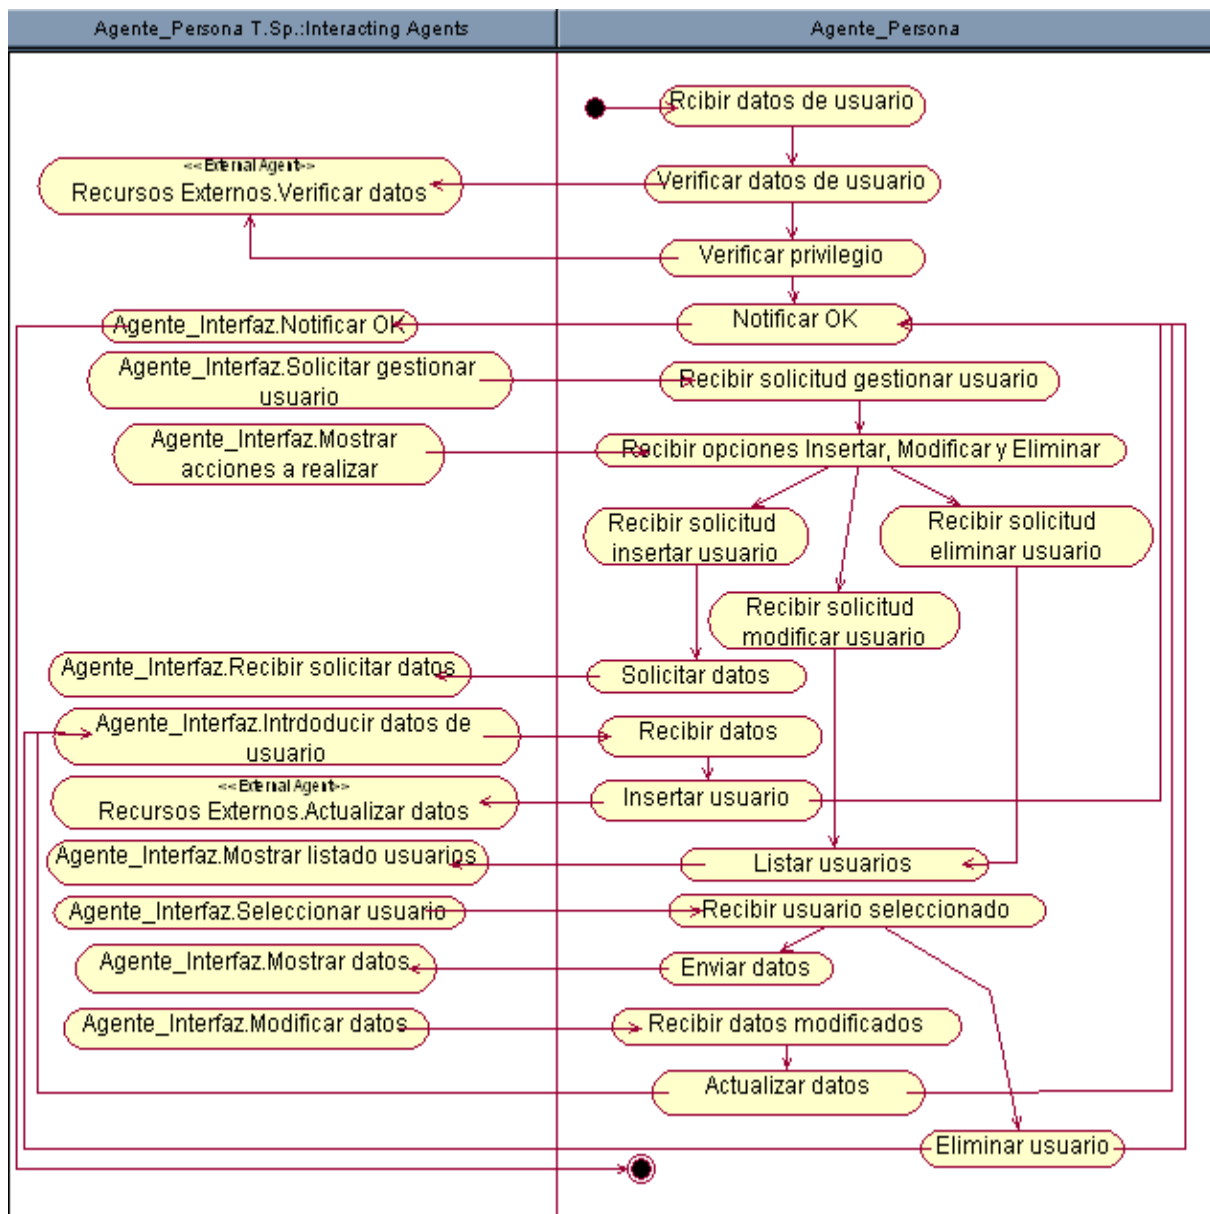 Agente_Persona T.Sp.:Interacting Agents
Agente_Persona
Rcibir datos de usuario
<<External Agent>>
Recursos Externos.Verificar datos
Verificar datos de usuario
Verificar privilegio
Agente_Interfaz.Notificar OK
Notificar OK
Agente_Interfaz.Solicitar gestionar
usuario
Recibir solicitud gestionar usuario
Agente_Interfaz.Mostrar
acciones a realizar
Recibir opciones Insertar, Modificar y Eliminar
Recibir solicitud
insertar usuario
Recibir solicitud
eliminar usuario
Recibir solicitud
modificar usuario
Agente_Interfaz.Recibir solicitar datos
Solicitar datos
Agente_Interfaz.Intrdoducir datos de
usuario
Recibir datos
<<External Agent>>
Recursos Externos.Actualizar datos
Insertar usuario
Agente_Interfaz.Mostrar listado usuarios
Listar usuarios
Agente_Interfaz.Seleccionar usuario
Recibir usuario seleccionado
Agente_Interfaz.Mostrar datos
Enviar datos
Agente_Interfaz.Modificar datos
Recibir datos modificados
Actualizar datos
Eliminar usuario